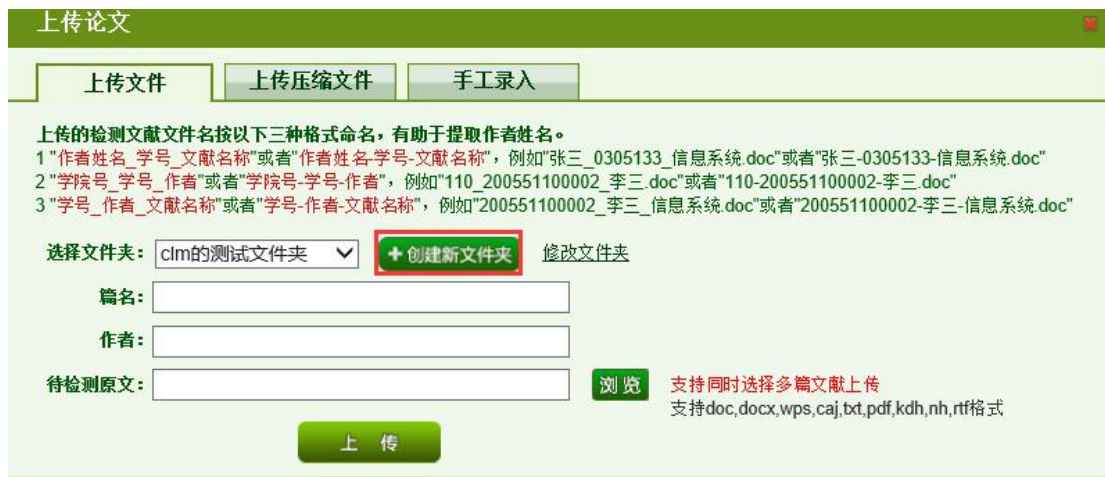 上传论文
上传文件 上传压缩文件 手工录入
上传的检测文献文件名按以下三种格式命名，有助于提取作者姓名。
1 "作者姓名_学号_文献名称"或者"作者姓名-学号-文献名称"，例如"张三_0305133_信息系统.doc"或者"张三-0305133-信息系统.doc"
2 "学院号_学号_作者"或者"学院号-学号-作者"，例如"110_200551100002_李三.doc"或者"110-200551100002-李三.doc"
3 "学号_作者_文献名称"或者"学号-作者-文献名称"，例如"200551100002_李三_信息系统.doc"或者"200551100002-李三-信息系统.doc"
选择文件夹： clm的测试文件夹 +创建新文件夹 修改文件夹
篇名：
作者：
待检测原文： 浏览 支持同时选择多篇文献上传
支持doc,docx,wps,caj,txt,pdf,kdh,nh,rtf格式
上 传